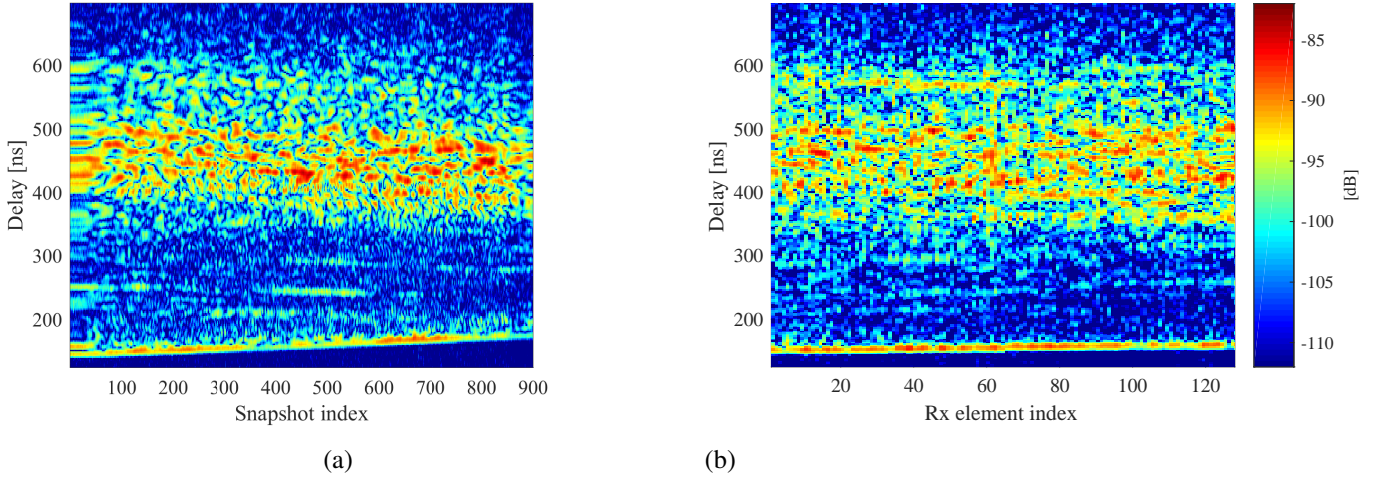 600
500
400
300
200
Delay [ns]
100 200 300 400 500 600 700 800 900
Snapshot index
(a)
600
500
400
300
200
Delay [ns]
20 40 60 80 100 120
Rx element index
(b)
-85
-90
-95
-100
-105
-110
[dB]